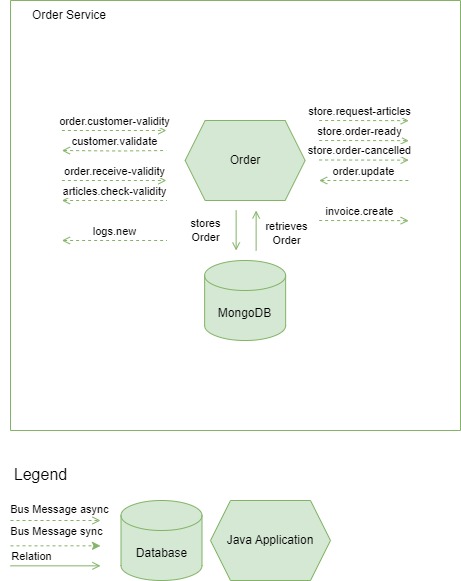 Order Service
order.customer-validity
customer.validate
order.receive-validity
articles.check-validity
logs.new
Order
store.request-articles
store.order-ready
store.order-cancelled
order.update
invoice.create
stores
Order
retrieves
Order
MongoDB
Legend
Bus Message async
Bus Message sync
Relation
Database
Java Application